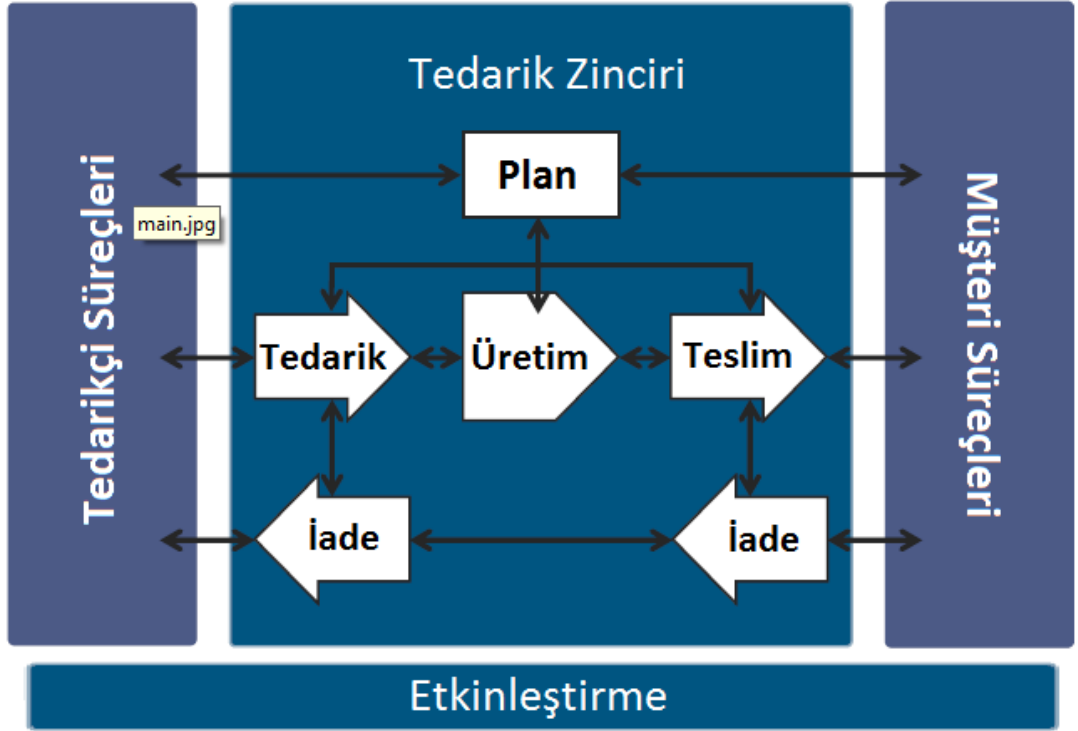 Tedarik Zinciri
Plan
Tedarikçi Süreçleri
main.jpg
Müşteri Süreçleri
Tedarik
Üretim
Teslim
İade
İade
Etkinleştirme